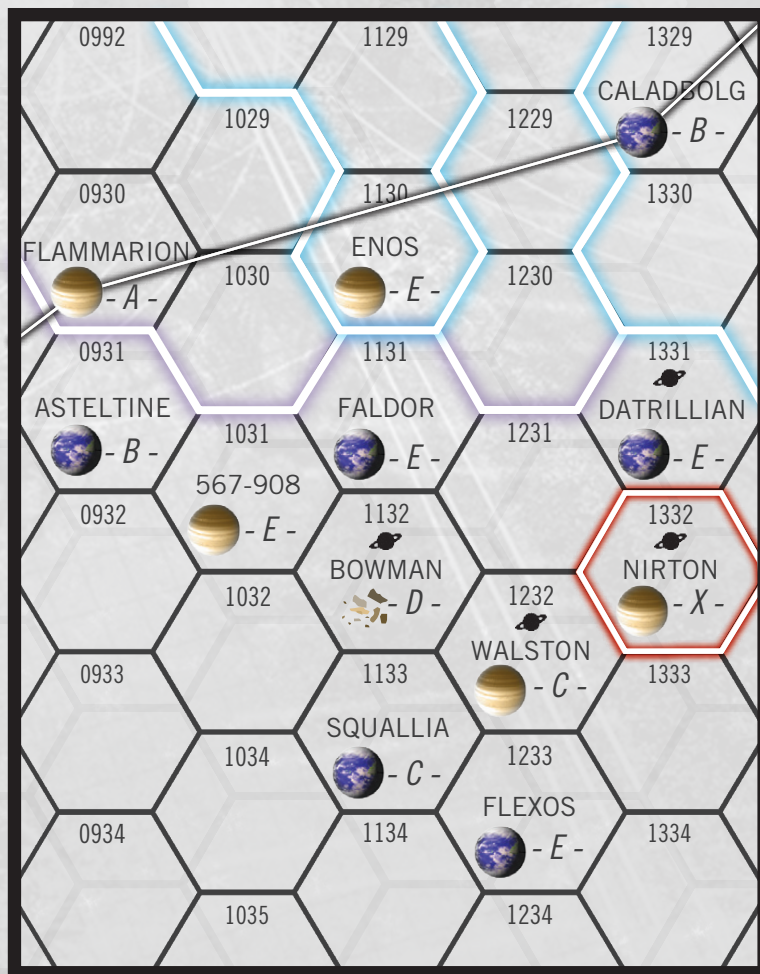 0992
1129
1329
CALADBOLG
- B -
1029
1229
0930
1130
1330
FLAMMARION
- A -
ENOS
- E -
1030
1230
0931
1131
1331
ASTELTINE
- B -
FALDOR
- E -
DATRILLIAN
- E -
1031
1231
567-908
- E -
0932
1132
BOWMAN
- D -
1332
NIRTON
- X -
1032
1232
WALSTON
- C -
0933
1133
1333
SQUALLIA
- C -
1034
1233
FLEXOS
- E -
0934
1134
1334
1035
1234